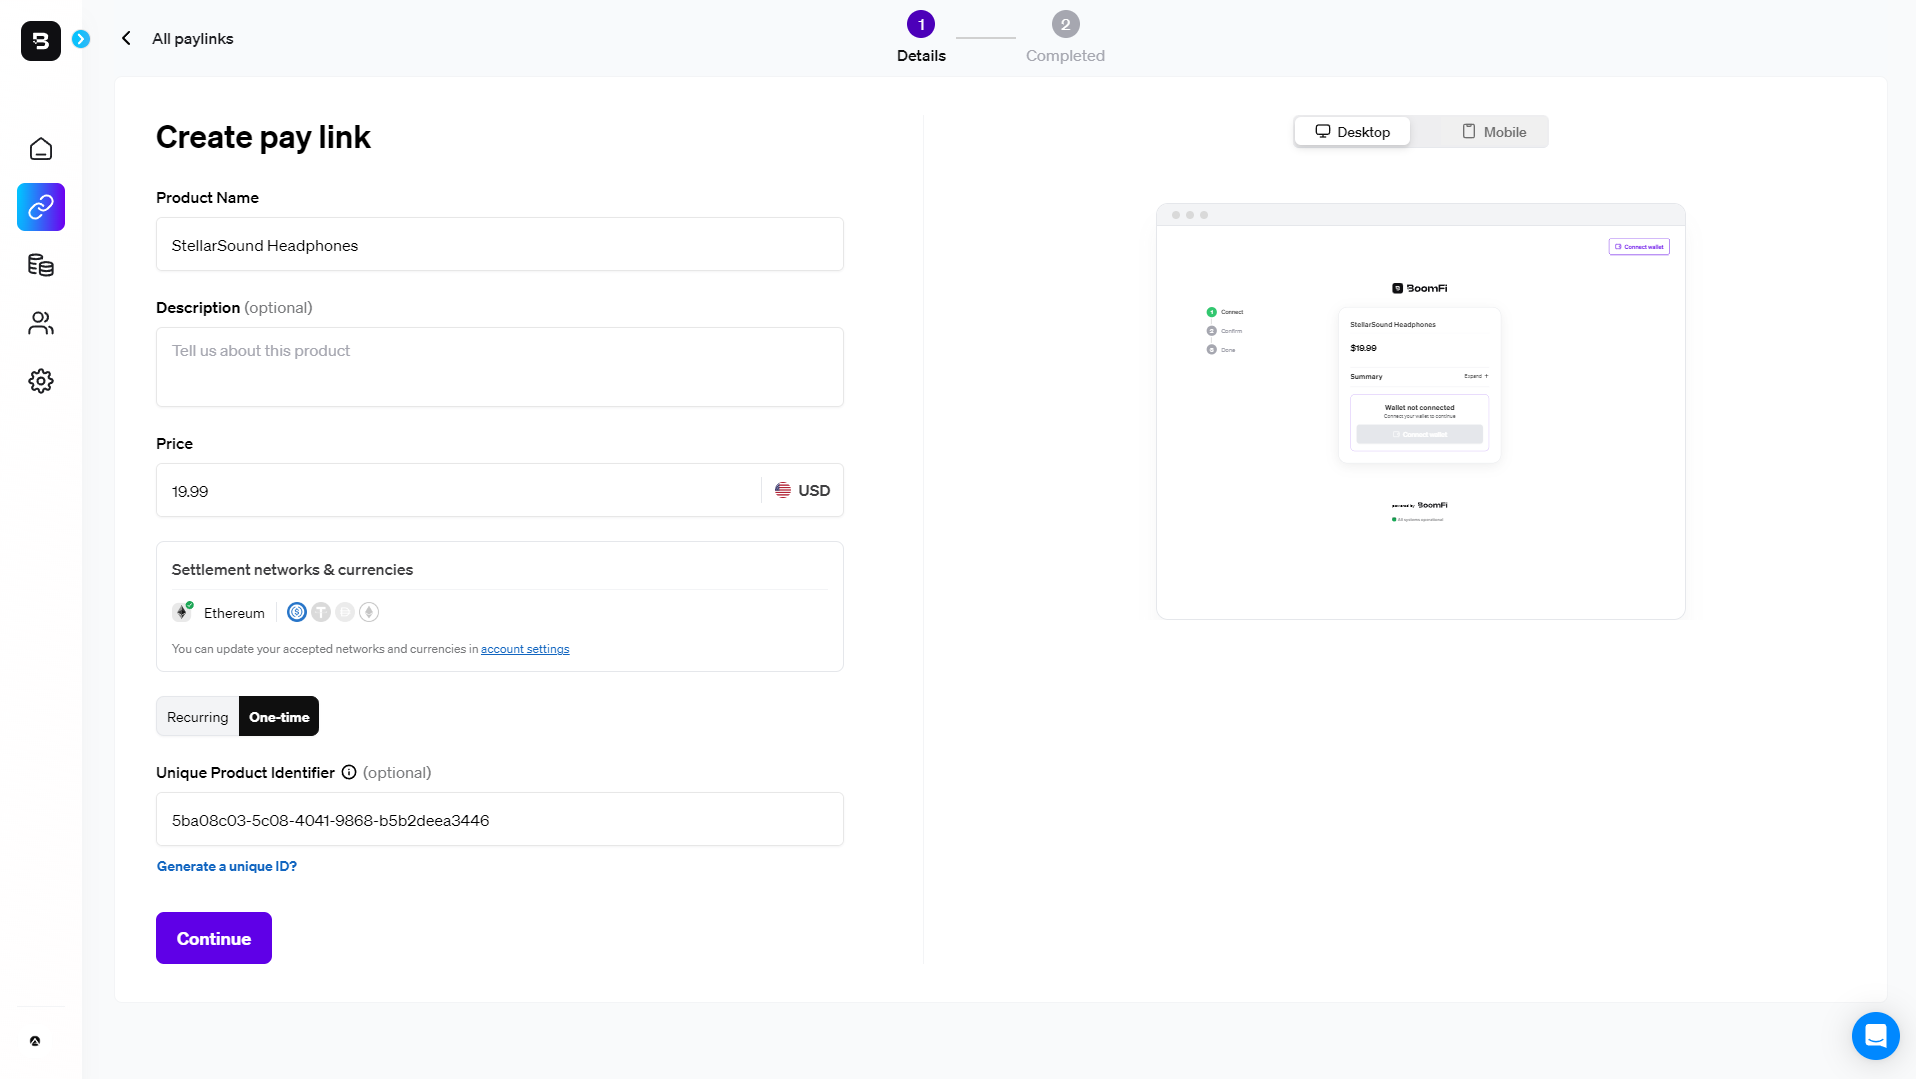 All paylinks
1
Details
2
Completed
Create pay link
Product Name
StellarSound Headphones
Description (optional)
Tell us about this product
Price
19.99
USD
Settlement networks & currencies
Ethereum
You can update your accepted networks and currencies in account settings
Recurring
One-time
Unique Product Identifier (optional)
5ba08c03-5c08-4041-9868-b5b2deea3446
Generate a unique ID?
Continue
Desktop
Mobile
Connect wallet
BoomFi
1 Connect
2 Confirm
3 Done
StellarSound Headphones
$19.99
Summary
Expand +
Wallet not connected
Connect your wallet to continue
Connect wallet
powered by BoomFi
All systems operational